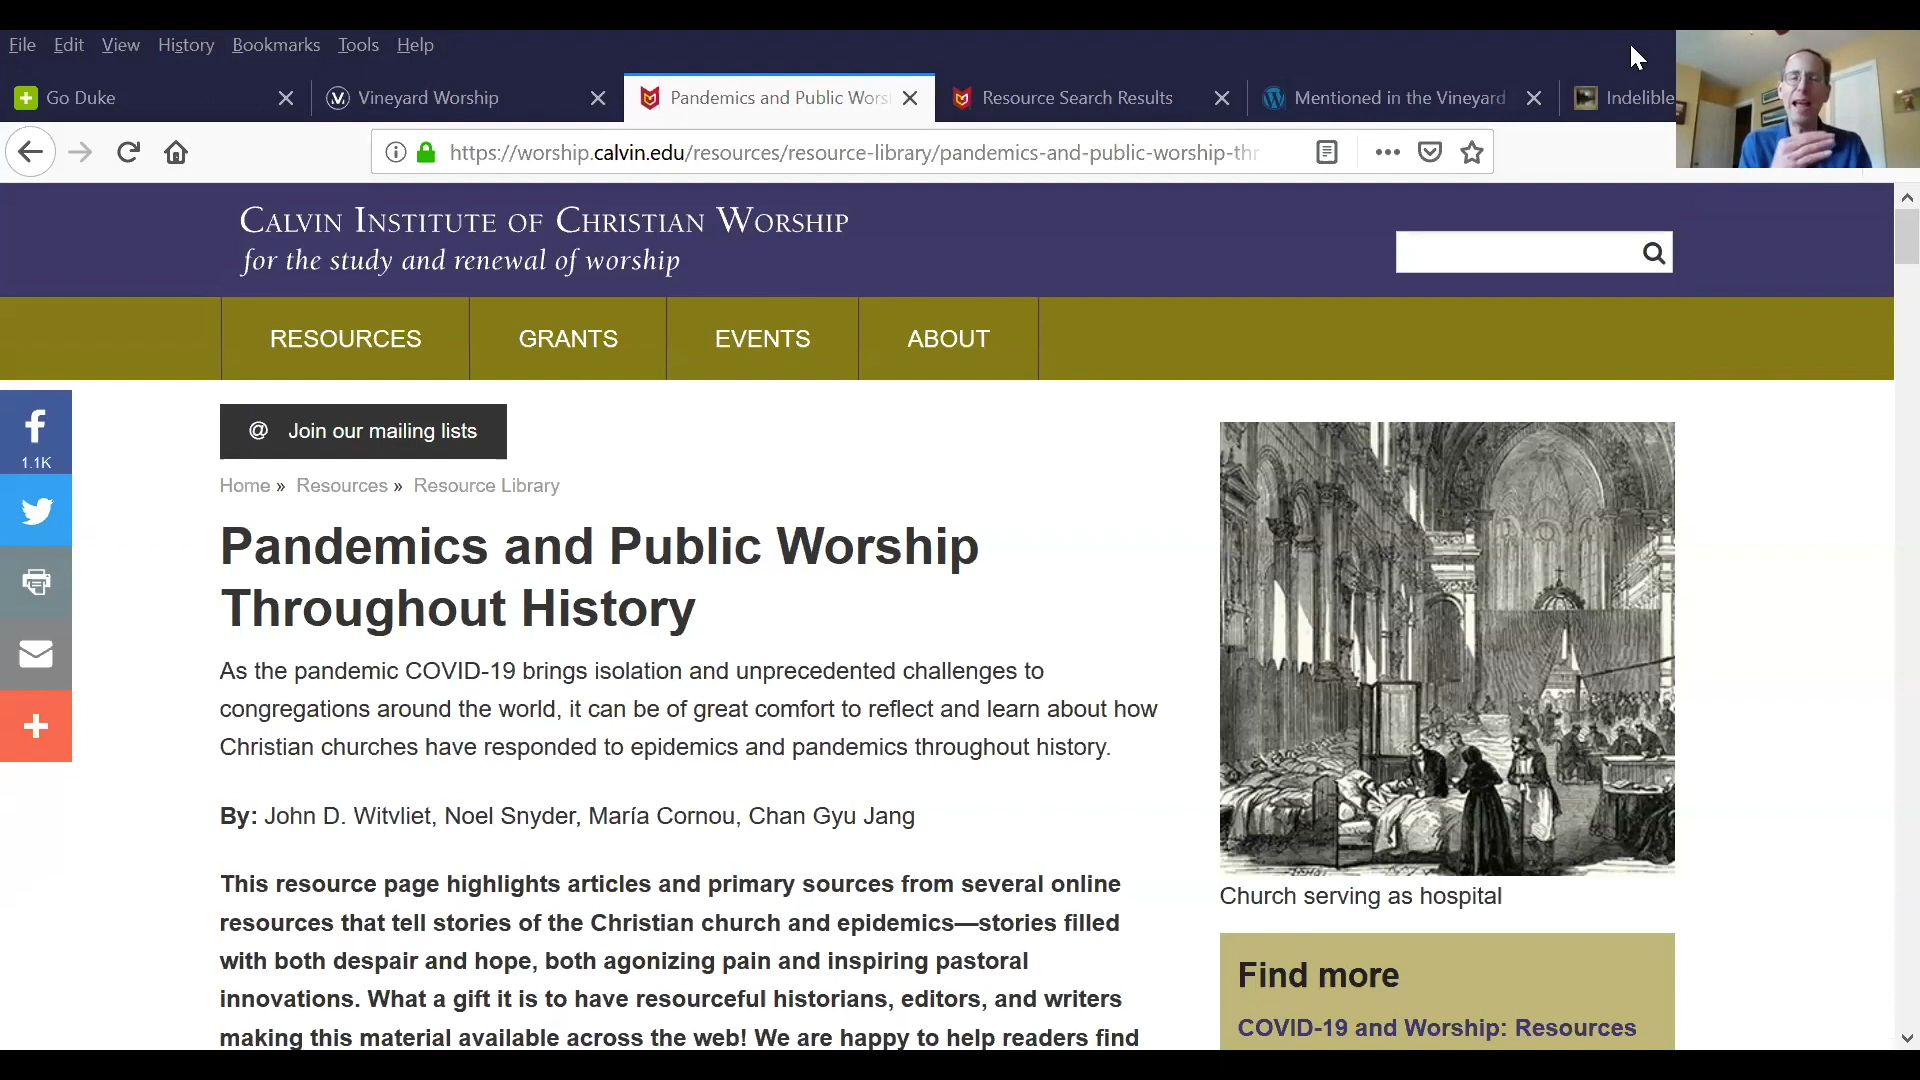 File Edit View History Bookmarks Tools Help
Go Duke
Vineyard Worship
Pandemics and Public Wors
Resource Search Results
Mentioned in the Vineyard
Indelible
https://worship.calvin.edu/resources/resource-library/pandemics-and-public-worship-thr
CALVIN INSTITUTE OF CHRISTIAN WORSHIP
for the study and renewal of worship
RESOURCES GRANTS EVENTS ABOUT
1.1K
@ Join our mailing lists
Home » Resources » Resource Library
Pandemics and Public Worship
Throughout History
As the pandemic COVID-19 brings isolation and unprecedented challenges to
congregations around the world, it can be of great comfort to reflect and learn about how
Christian churches have responded to epidemics and pandemics throughout history.
By: John D. Witvliet, Noel Snyder, María Cornou, Chan Gyu Jang
This resource page highlights articles and primary sources from several online
resources that tell stories of the Christian church and epidemics—stories filled
with both despair and hope, both agonizing pain and inspiring pastoral
innovations. What a gift it is to have resourceful historians, editors, and writers
making this material available across the web! We are happy to help readers find
Church serving as hospital
Find more
COVID-19 and Worship: Resources